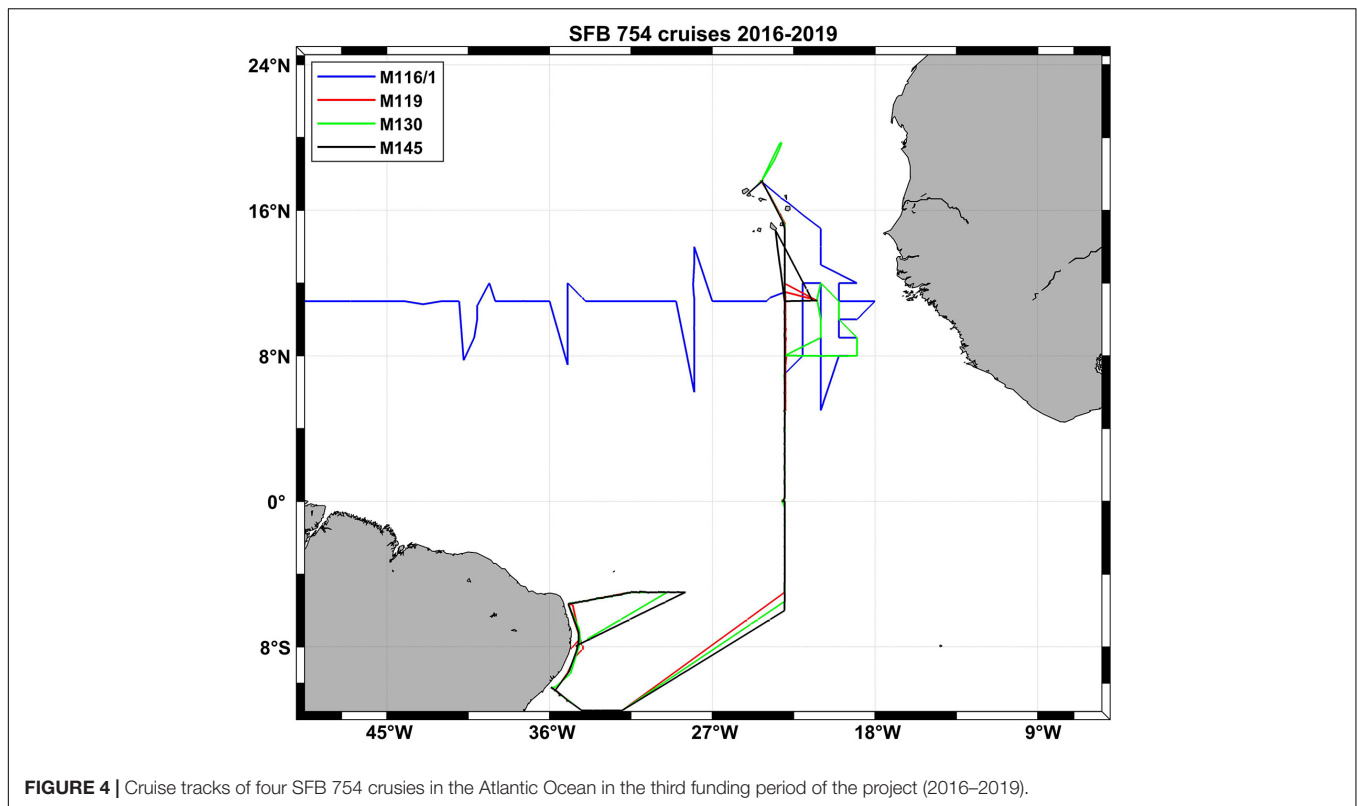 SFB 754 cruises 2016-2019
24°N
16°N
8°N
0°
8°S
M116/1
M119
M130
M145
45°W 36°W 27°W 18°W 9°W
FIGURE 4 | Cruise tracks of four SFB 754 crusies in the Atlantic Ocean in the third funding period of the project (2016–2019).